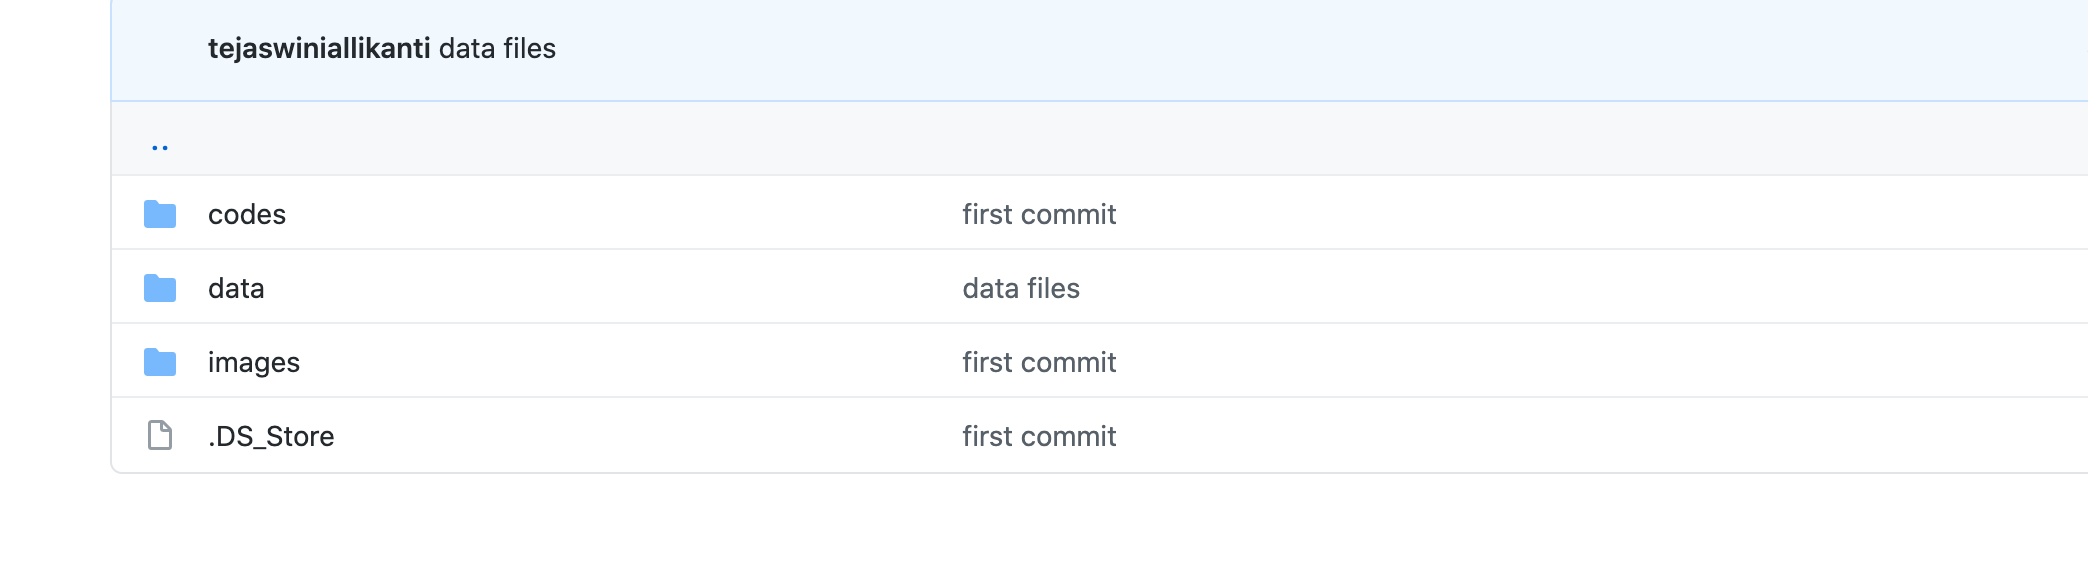 tejaswiniallikanti data files
..
codes first commit
data data files
images first commit
.DS_Store first commit